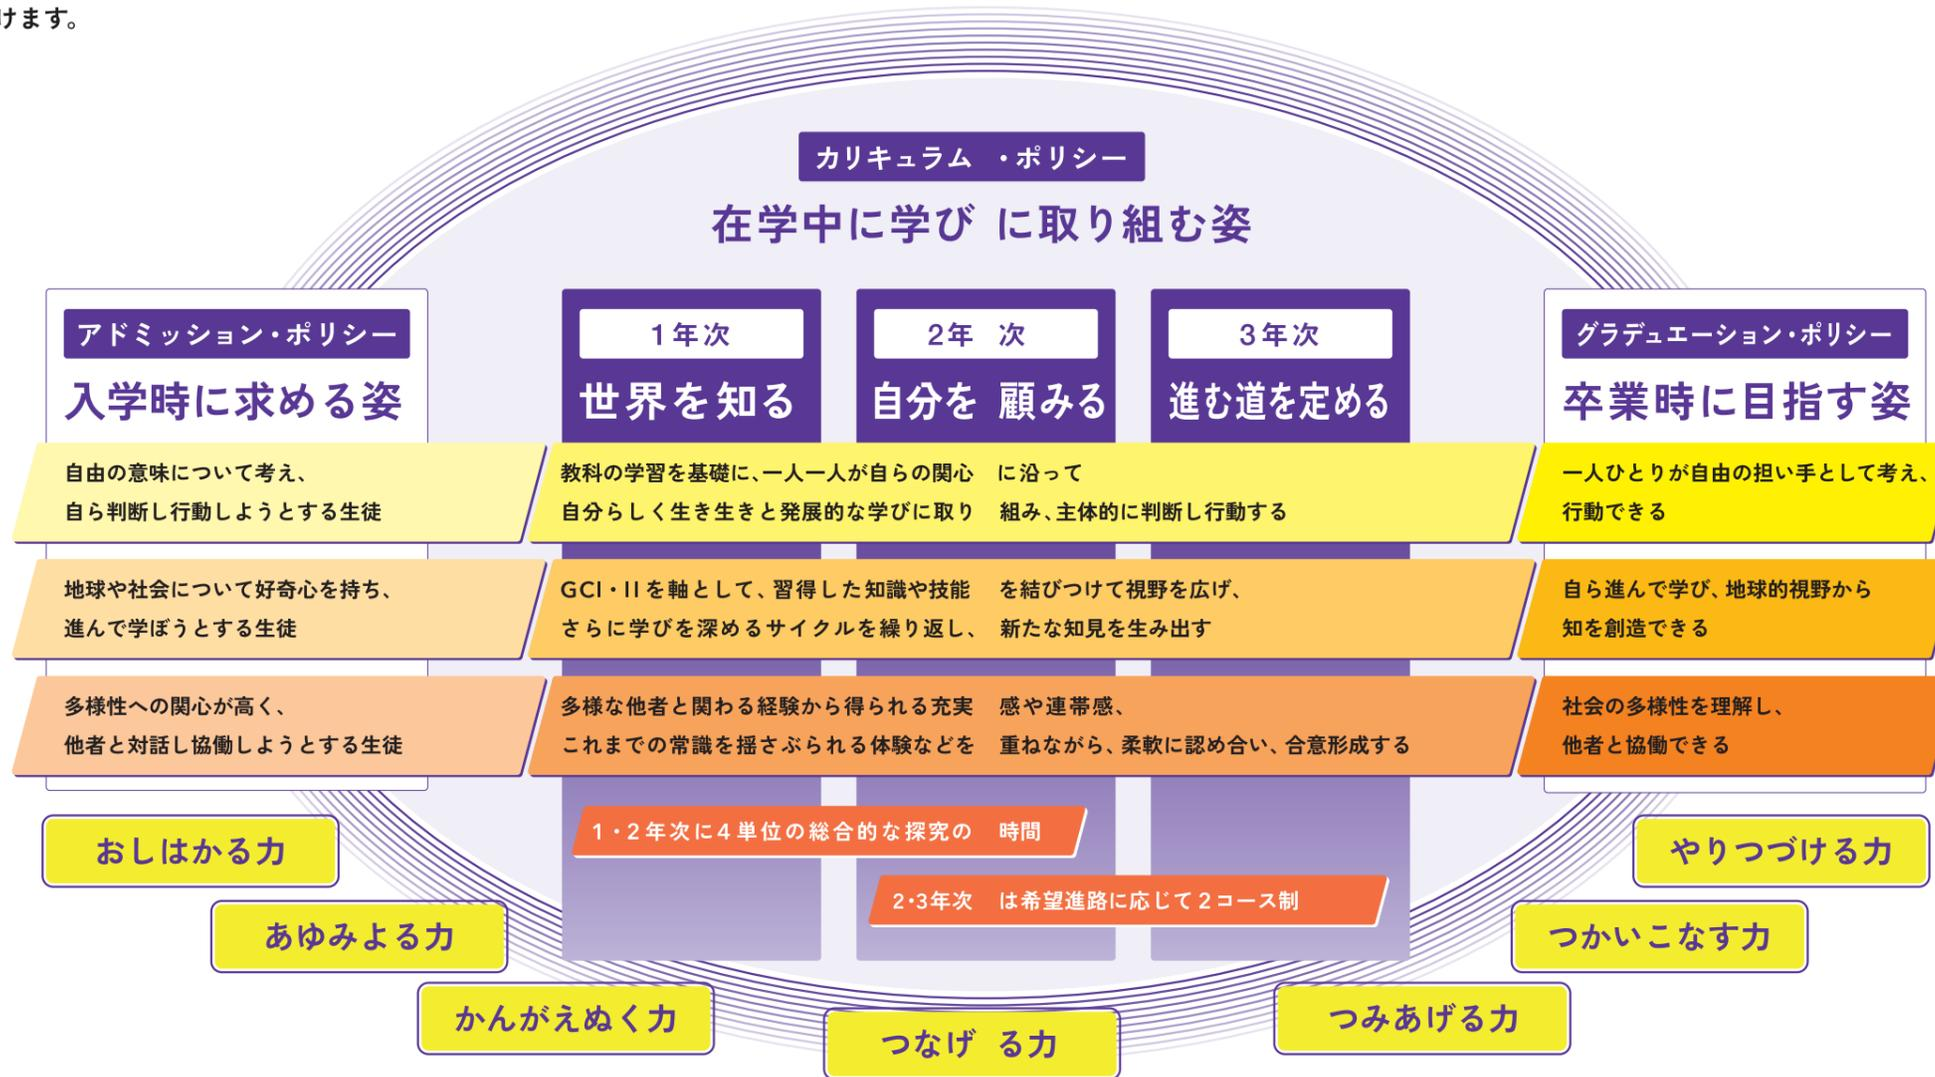 けます。
カリキュラム・ポリシー
在学中に学びに取り組む姿
アドミッション・ポリシー
入学時に求める姿
1年次
世界を知る
2年次
自分を顧みる
3年次
進む道を定める
グラデュエーション・ポリシー
卒業時に目指す姿
自由の意味について考え、
自ら判断し行動しようとする生徒
教科の学習を基礎に、一人一人が自らの関心に沿って
自分らしく生き生きと発展的な学びに取り組み、主体的に判断し行動する
一人ひとりが自由の担い手として考え、
行動できる
地球や社会について好奇心を持ち、
進んで学ぼうとする生徒
GCI・IIを軸として、習得した知識や技能を結びつけて視野を広げ、
さらに学びを深めるサイクルを繰り返し、新たな知見を生み出す
自ら進んで学び、地球的視野から
知を創造できる
多様性への関心が高く、
他者と対話し協働しようとする生徒
多様な他者と関わる経験から得られる充実感や連帯感、
これまでの常識を揺さぶられる体験などを重ねながら、柔軟に認め合い、合意形成する
社会の多様性を理解し、
他者と協働できる
1・2年次に4単位の総合的な探究の時間
2・3年次は希望進路に応じて2コース制
おしはかる力
あゆみよる力
かんがえぬく力
つなげる力
つみあげる力
つかいこなす力
やりつづける力